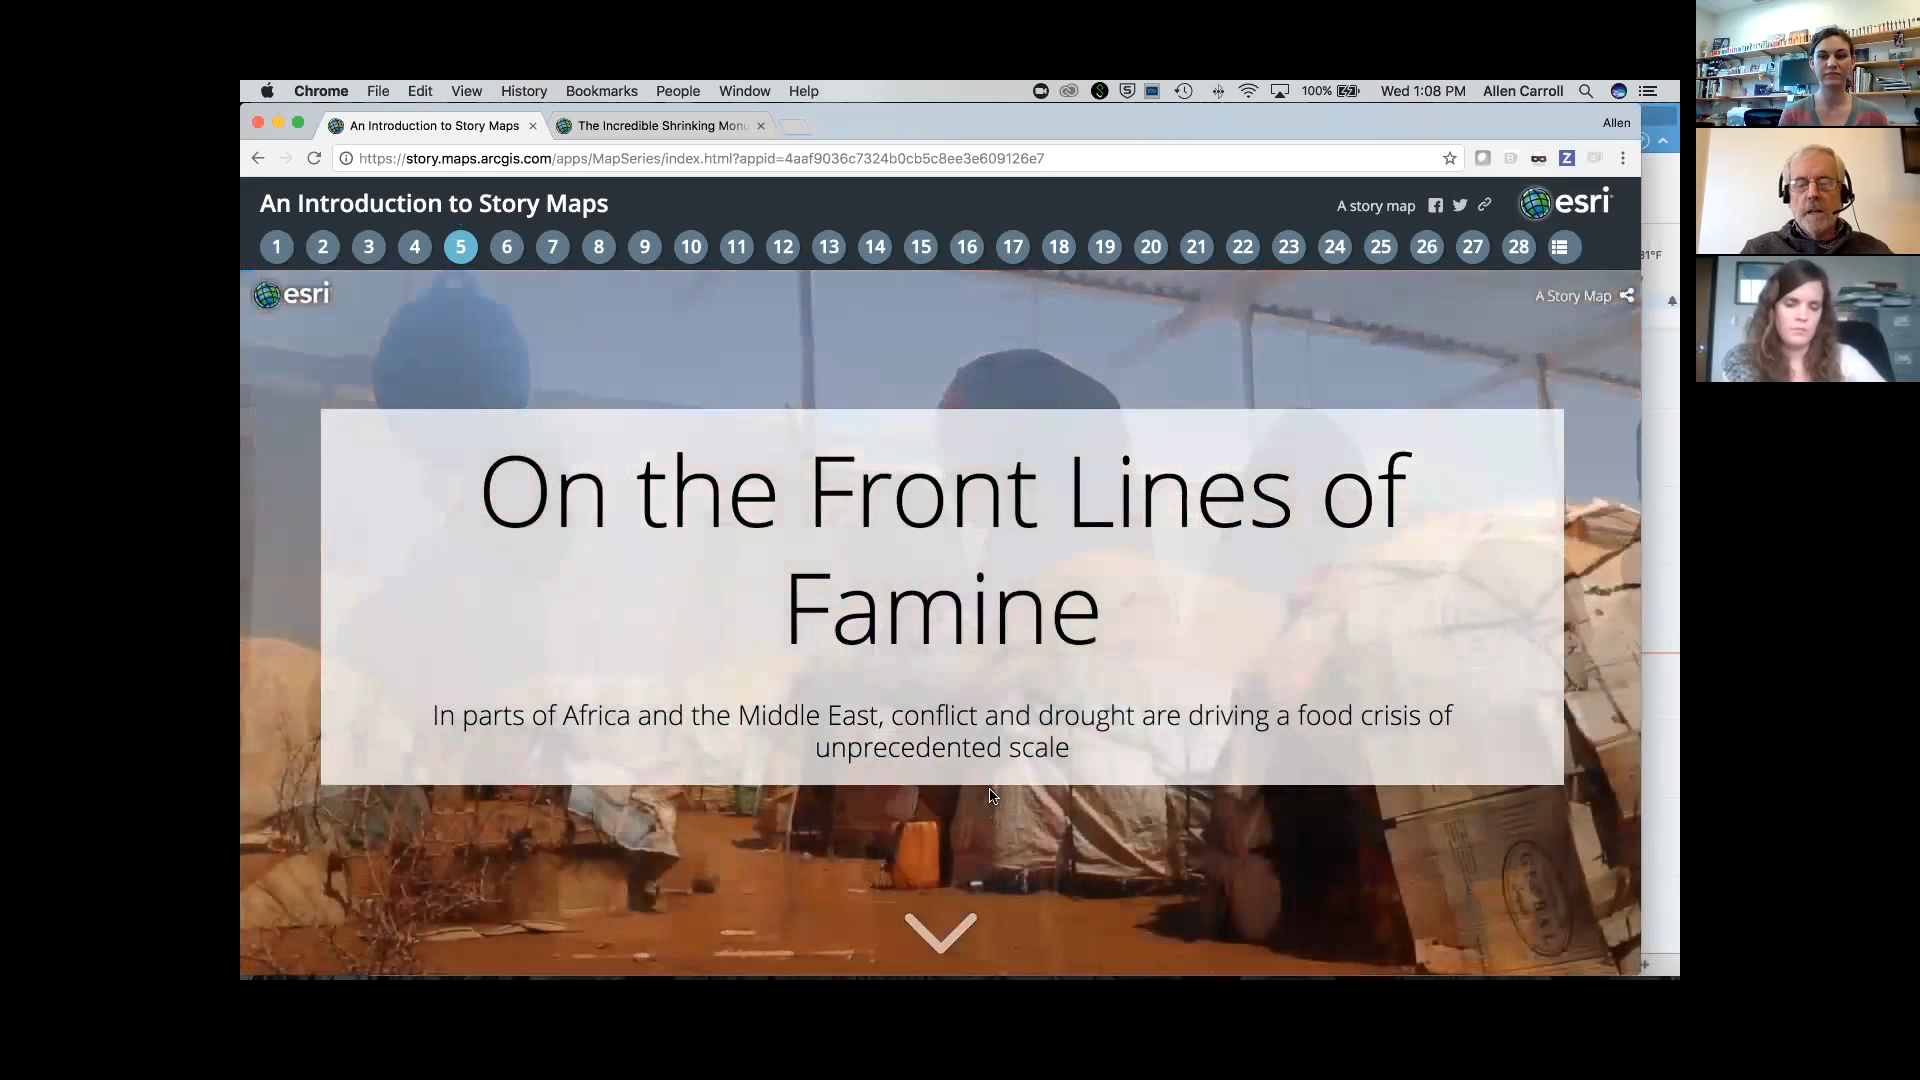 Chrome File Edit View History Bookmarks People Window Help 100% Wed 1:08 PM Allen Carroll
An Introduction to Story Maps The Incredible Shrinking Monu Allen
https://story.maps.arcgis.com/apps/MapSeries/index.html?appid=4aaf9036c7324b0cb5c8ee3e609126e7
An Introduction to Story Maps A story map esri
1 2 3 4 5 6 7 8 9 10 11 12 13 14 15 16 17 18 19 20 21 22 23 24 25 26 27 28
esri A Story Map
On the Front Lines of
Famine
In parts of Africa and the Middle East, conflict and drought are driving a food crisis of
unprecedented scale